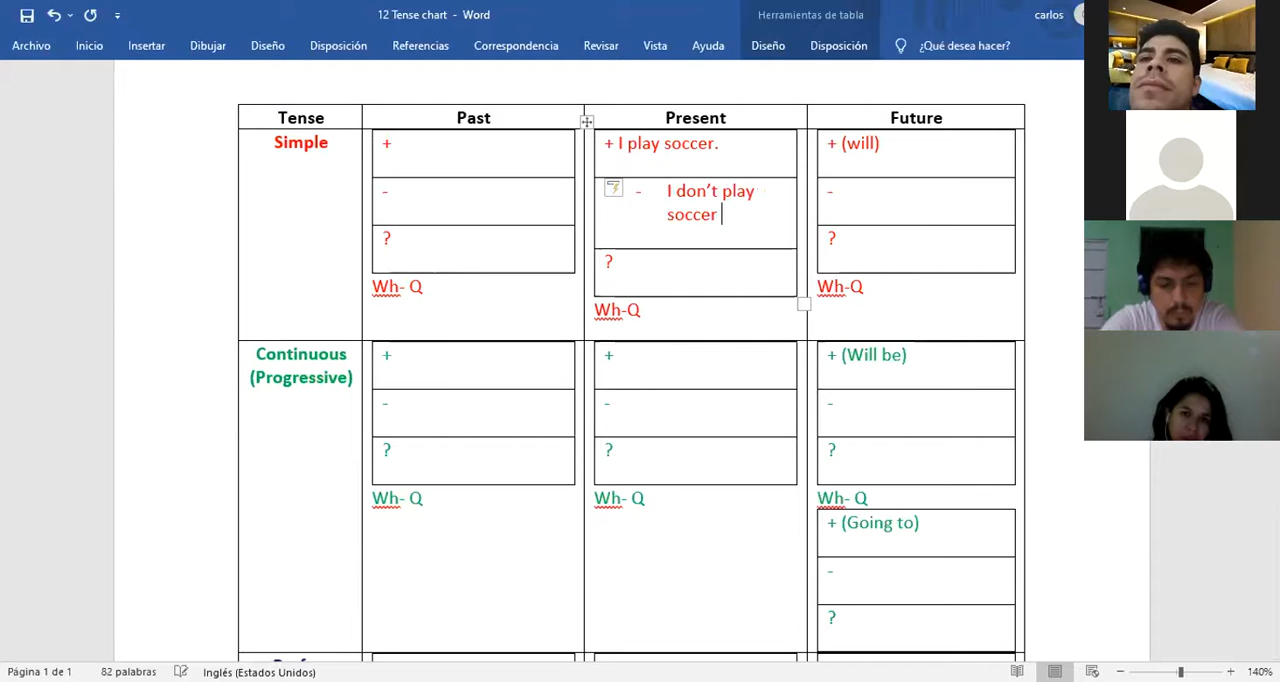 12 Tense chart - Word
Herramientas de tabla
carlos
Archivo Inicio Insertar Dibujar Diseño Disposición Referencias Correspondencia Revisar Vista Ayuda Diseño Disposición ¿Qué desea hacer?
Tense Past Present Future
Simple + + I play soccer. + (will)
- - I don't play -
soccer
? ? ?
Wh- Q Wh-Q Wh-Q
Continuous + + + (Will be)
(Progressive)
- - -
? ? ?
Wh- Q Wh- Q Wh- Q
+ (Going to)
-
?
Página 1 de 1 82 palabras Inglés (Estados Unidos) 140%